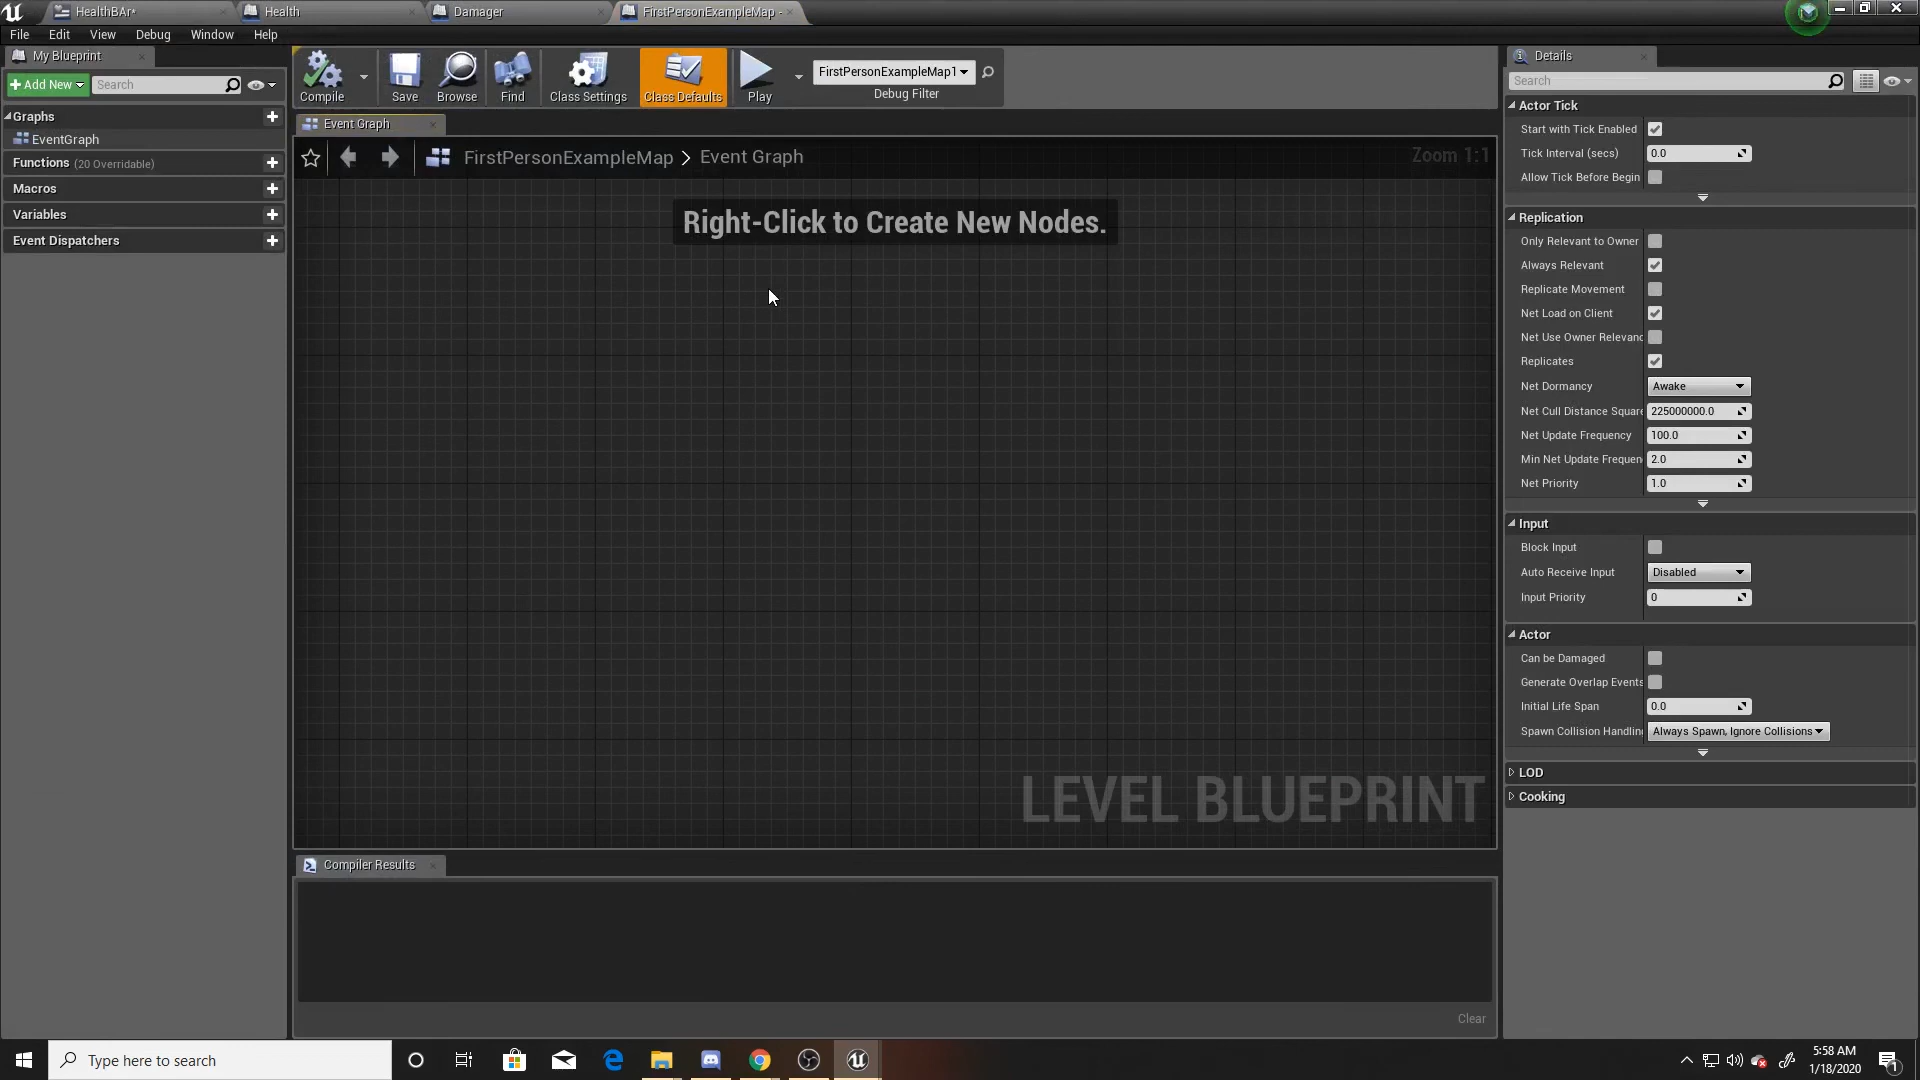 HealthBAr*
Health
Damager
FirstPersonExampleMap -
File Edit View Debug Window Help
My Blueprint
Add New
Search
Graphs
EventGraph
Functions (20 Overridable)
Macros
Variables
Event Dispatchers
Compile
Save
Browse
Find
Class Settings
Class Defaults
Play
FirstPersonExampleMap1
Debug Filter
Event Graph
FirstPersonExampleMap > Event Graph
Zoom 1:1
Right-Click to Create New Nodes.
LEVEL BLUEPRINT
Compiler Results
Clear
Details
Search
Actor Tick
Start with Tick Enabled
Tick Interval (secs) 0.0
Allow Tick Before Begin
Replication
Only Relevant to Owner
Always Relevant
Replicate Movement
Net Load on Client
Net Use Owner Relevanc
Replicates
Net Dormancy Awake
Net Cull Distance Square 225000000.0
Net Update Frequency 100.0
Min Net Update Frequen 2.0
Net Priority 1.0
Input
Block Input
Auto Receive Input Disabled
Input Priority 0
Actor
Can be Damaged
Generate Overlap Events
Initial Life Span 0.0
Spawn Collision Handlin Always Spawn, Ignore Collisions
LOD
Cooking
Type here to search
5:58 AM
1/18/2020
1